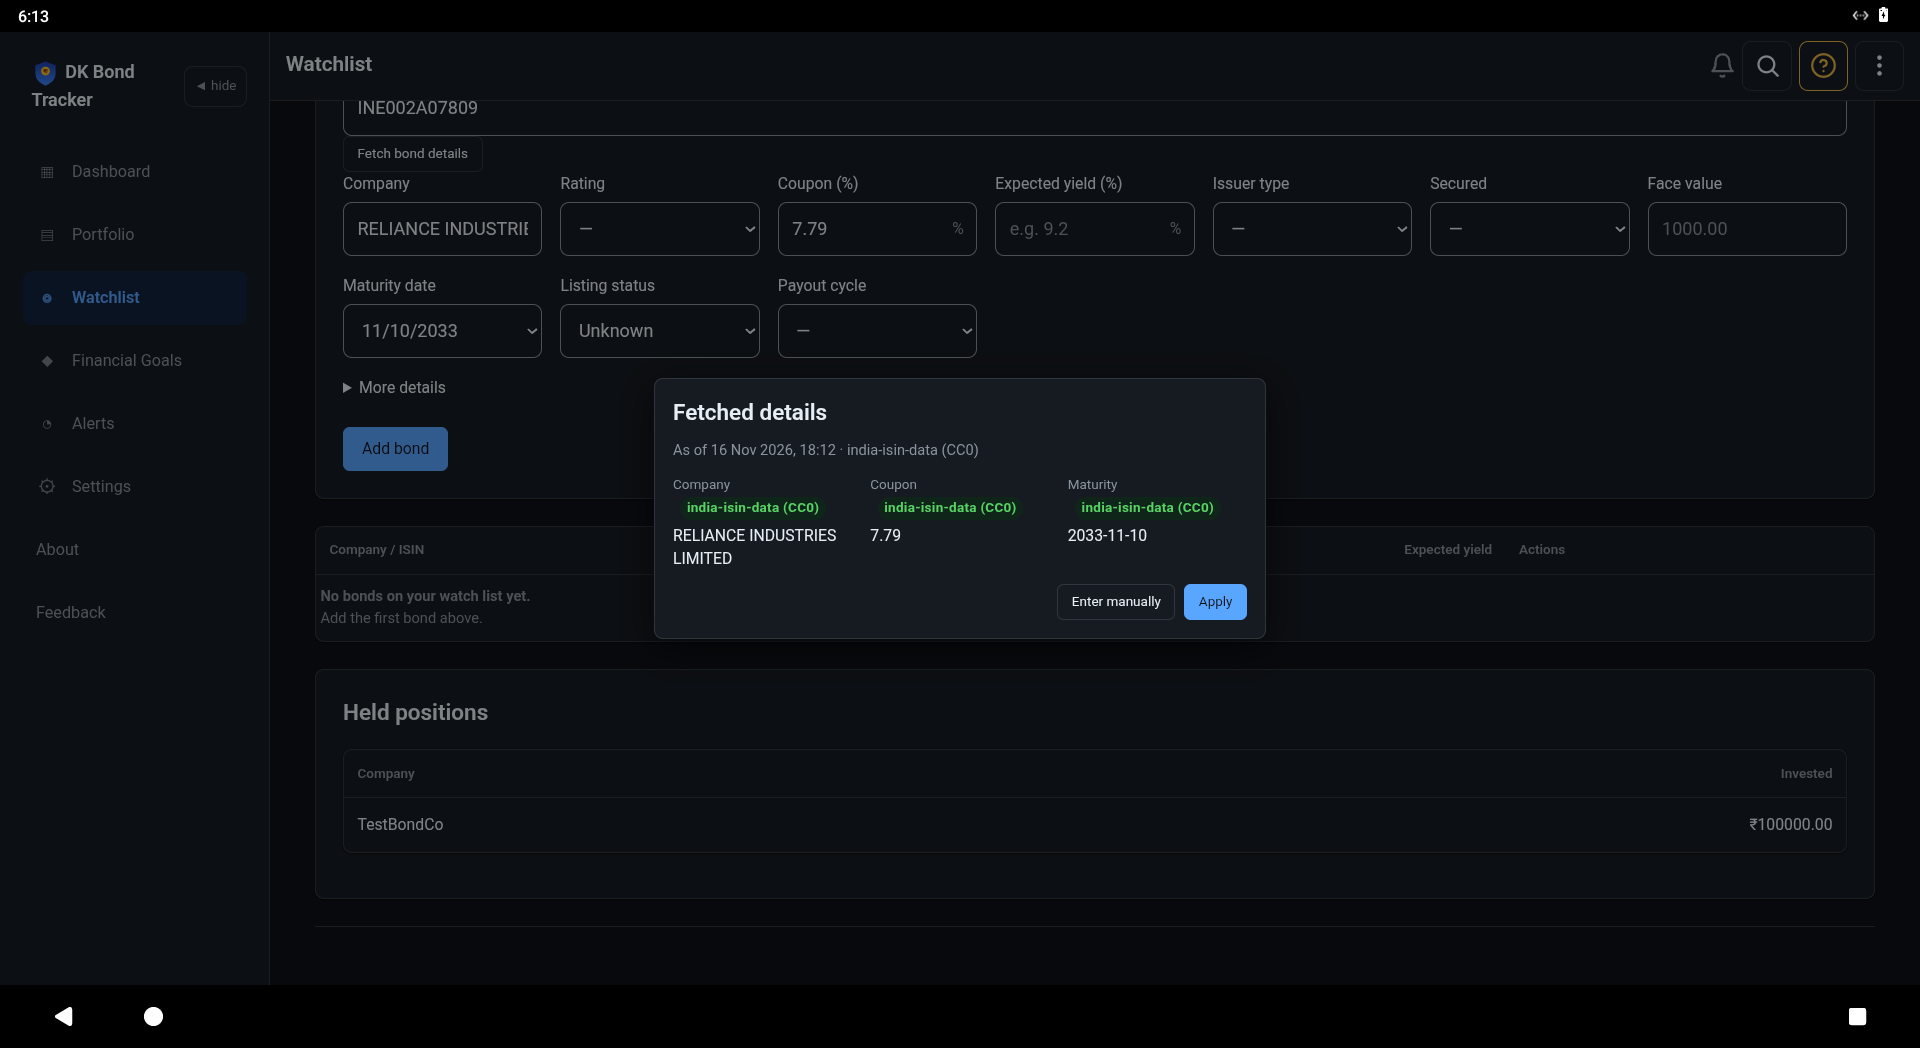 6:13
DK Bond Tracker
◄ hide
Watchlist
Dashboard
Portfolio
Watchlist
Financial Goals
Alerts
Settings
About
Feedback
INE002A07809
Fetch bond details
Company
Rating
Coupon (%)
Expected yield (%)
Issuer type
Secured
Face value
RELIANCE INDUSTRIE
—
7.79 %
e.g. 9.2 %
—
—
1000.00
Maturity date
Listing status
Payout cycle
11/10/2033
Unknown
—
More details
Add bond
Fetched details
As of 16 Nov 2026, 18:12 · india-isin-data (CC0)
Company
Coupon
Maturity
india-isin-data (CC0)
india-isin-data (CC0)
india-isin-data (CC0)
RELIANCE INDUSTRIES
LIMITED
7.79
2033-11-10
Enter manually
Apply
Company / ISIN
Expected yield
Actions
No bonds on your watch list yet.
Add the first bond above.
Held positions
Company
Invested
TestBondCo
₹100000.00